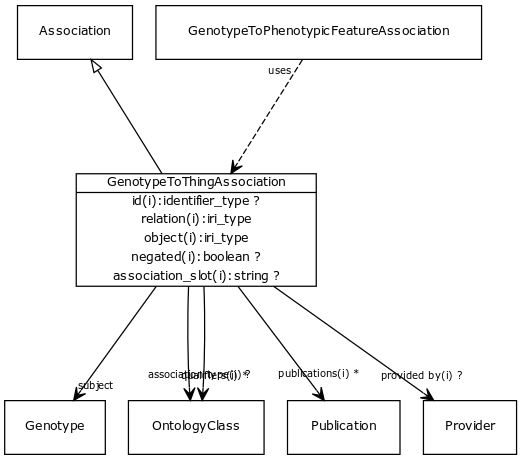 Association
GenotypeToPhenotypicFeatureAssociation
uses
GenotypeToThingAssociation
id(i):identifier_type ?
relation(i):iri_type
object(i):iri_type
negated(i):boolean ?
association_slot(i):string ?
subject
association type(i) ?
qualifiers(i) *
publications(i) *
provided by(i) ?
Genotype
OntologyClass
Publication
Provider